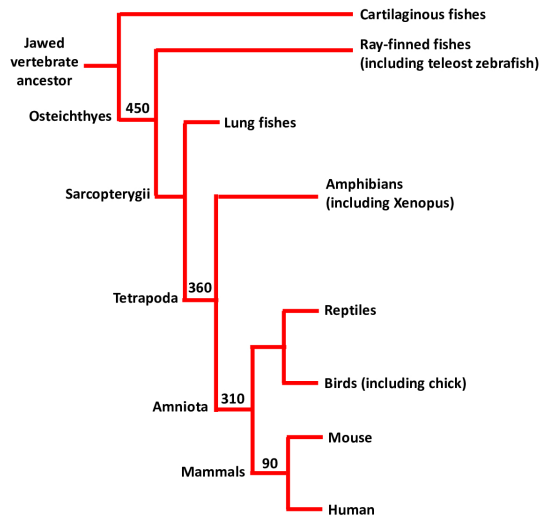 Cartilaginous fishes
Jawed
vertebrate
ancestor
Ray-finned fishes
(including teleost zebrafish)
450
Osteichthyes
Lung fishes
Sarcopterygii
Amphibians
(including Xenopus)
360
Tetrapoda
Reptiles
Birds (including chick)
310
Amniota
Mouse
90
Mammals
Human